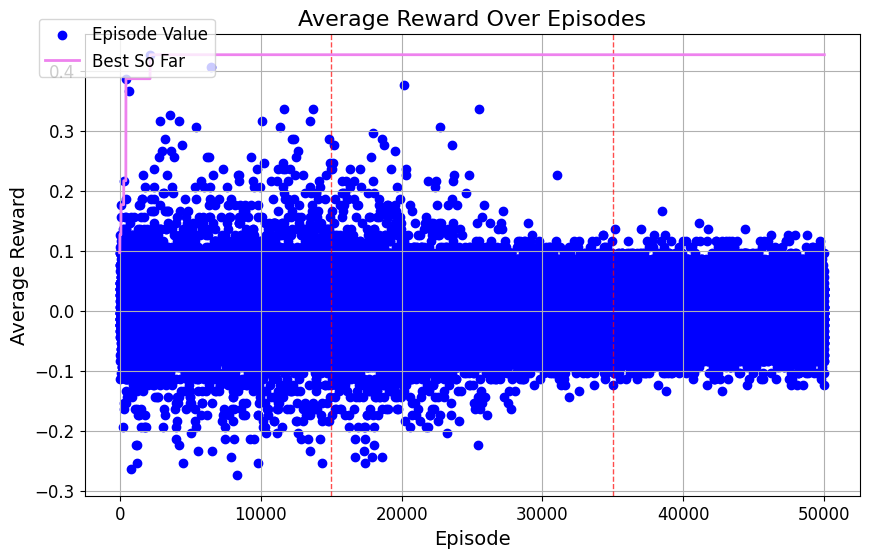 Average Reward Over Episodes
Episode Value
Best So Far
Average Reward
0.4
0.3
0.2
0.1
0.0
−0.1
−0.2
−0.3
0 10000 20000 30000 40000 50000
Episode